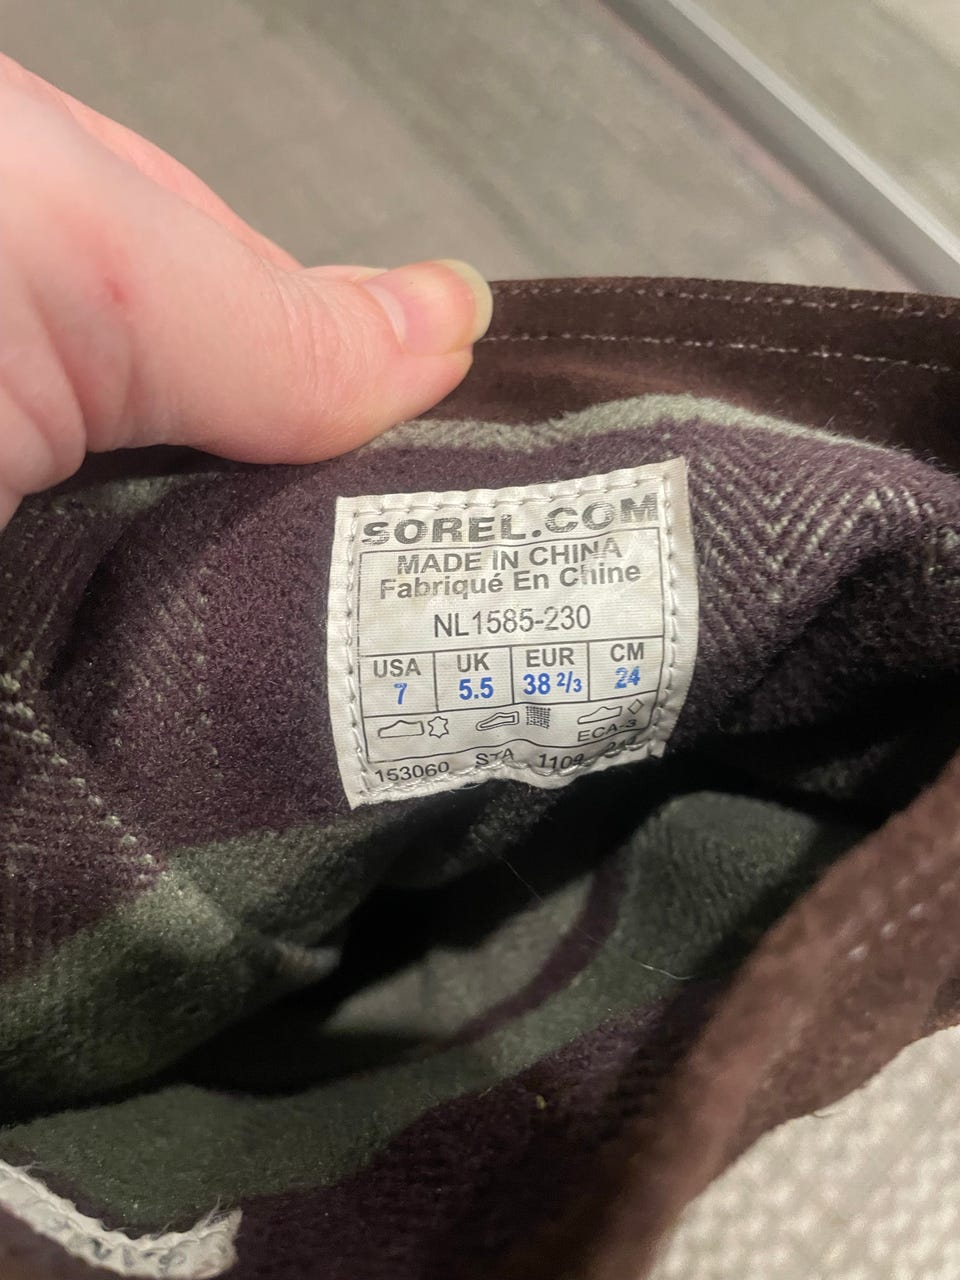 SOREL.COM
MADE IN CHINA
Fabriqué En Chine
NL1585-230
USA UK EUR CM
7 5.5 38 2/3 24
ECA-3
153060 STA